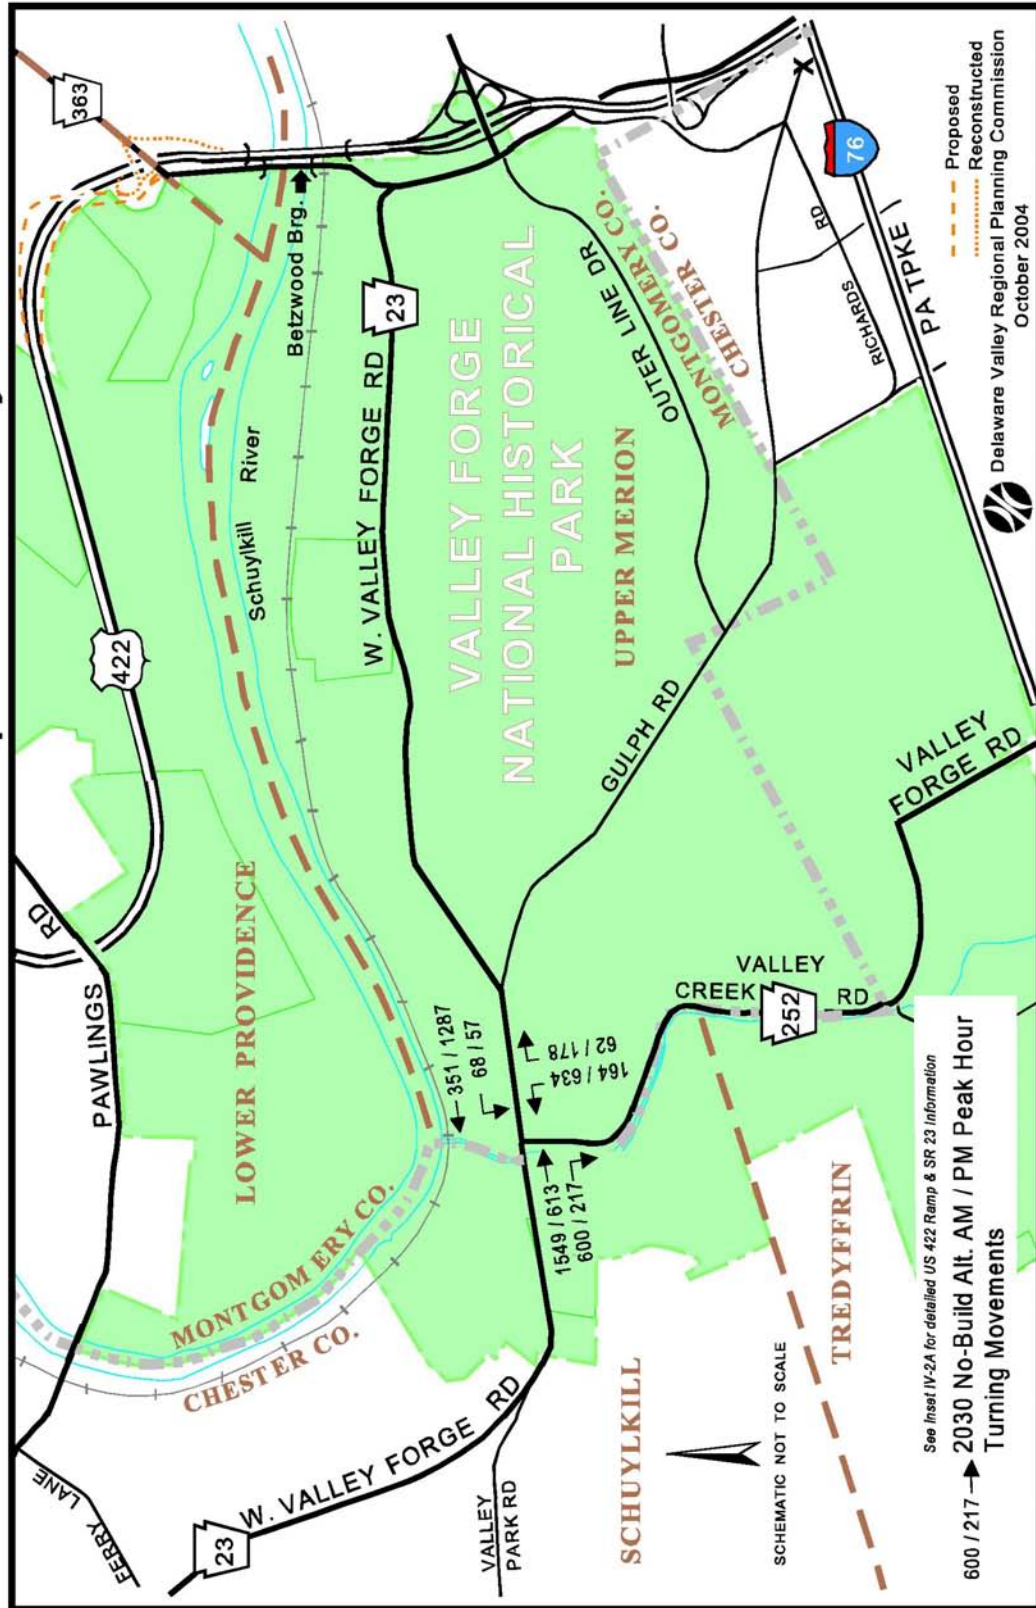 363
422
PAWLINGS
RD
LOWER PROVIDENCE
Schuylkill
River
Betzwood Brg.
23
W. VALLEY FORGE RD
VALLEY FORGE
NATIONAL HISTORICAL
PARK
UPPER MERION
OUTER LINE DR
MONTGOMERY CO.
CHESTER CO.
GULPH RD
RICHARDS
RD
76
PA TPKE
MONTGOMERY CO.
CHESTER CO.
FERRY LANE
23
W. VALLEY FORGE RD
VALLEY
PARK RD
351 / 1287
68 / 57
62 / 178
164 / 634
1549 / 613
600 / 217
VALLEY
CREEK
252
RD
VALLEY
FORGE RD
SCHUYLKILL
TREDYFFRIN
SCHEMATIC NOT TO SCALE
See Inset IV-2A for detailed US 422 Ramp & SR 23 Information
600 / 217 → 2030 No-Build Alt. AM / PM Peak Hour
Turning Movements
Proposed
Reconstructed
Delaware Valley Regional Planning Commission
October 2004